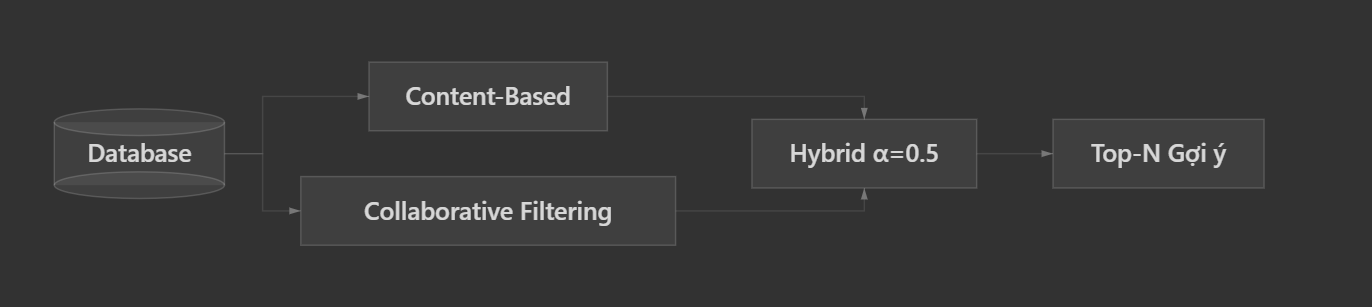 Database
Content-Based
Collaborative Filtering
Hybrid α=0.5
Top-N Gợi ý